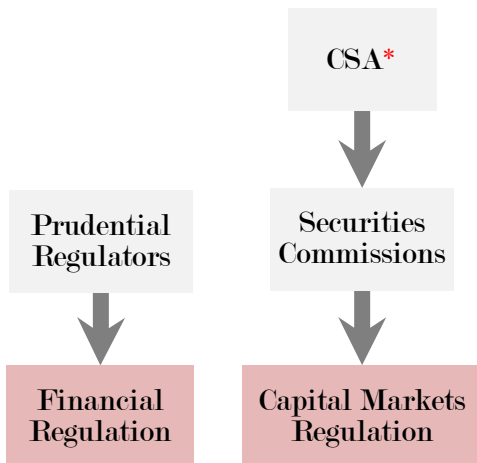 CSA*
Prudential
Regulators
Securities
Commissions
Financial
Regulation
Capital Markets
Regulation